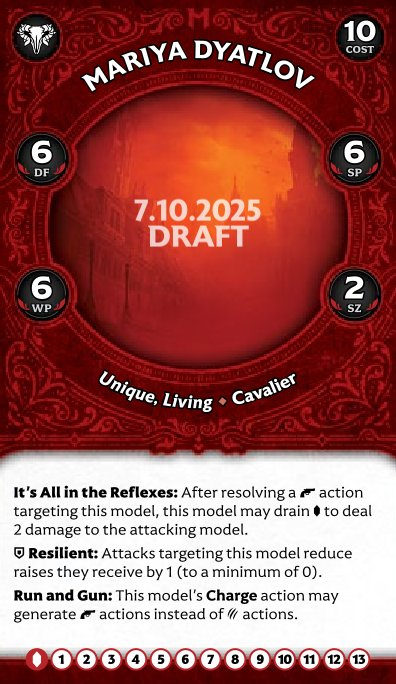 MARIYA DYATLOV
10
COST
6
DF
6
SP
7.10.2025
DRAFT
6
WP
2
SZ
Unique, Living • Cavalier
It's All in the Reflexes: After resolving a action
targeting this model, this model may drain to deal
2 damage to the attacking model.
Resilient: Attacks targeting this model reduce
raises they receive by 1 (to a minimum of 0).
Run and Gun: This model's Charge action may
generate actions instead of actions.
1 2 3 4 5 6 7 8 9 10 11 12 13